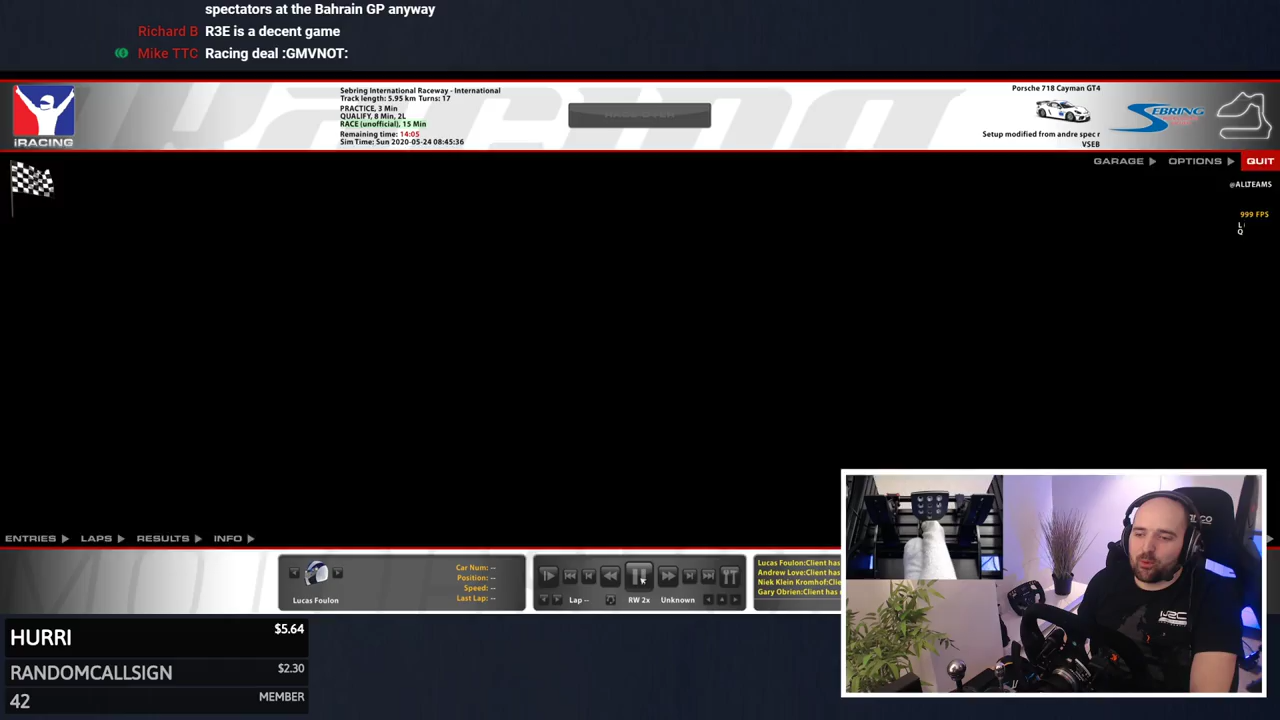 spectators at the Bahrain GP anyway
Richard B R3E is a decent game
Mike TTC Racing deal :GMVNOT:
iRACING
Sebring International Raceway - International
Track length: 5.95 km Turns: 17
PRACTICE, 3 Min
QUALIFY, 8 Min, 2L
RACE (unofficial), 15 Min
Remaining time: 14:05
Sim Time: Sun 2020-05-24 08:45:36
Porsche 718 Cayman GT4
SEBRING
Setup modified from andre spec r
VSEB
GARAGE OPTIONS QUIT
@ALLTEAMS
999 FPS
L
Q
ENTRIES LAPS RESULTS INFO
Lucas Foulon
Car Num: --
Position: --
Speed: --
Last Lap: --
Lap -- RW 2x Unknown
Lucas Foulon:Client has
Andrew Love:Client has
Niek Klein Kromhof:Clie
Gary Obrien:Client has
HURRI $5.64
RANDOMCALLSIGN $2.30
42 MEMBER